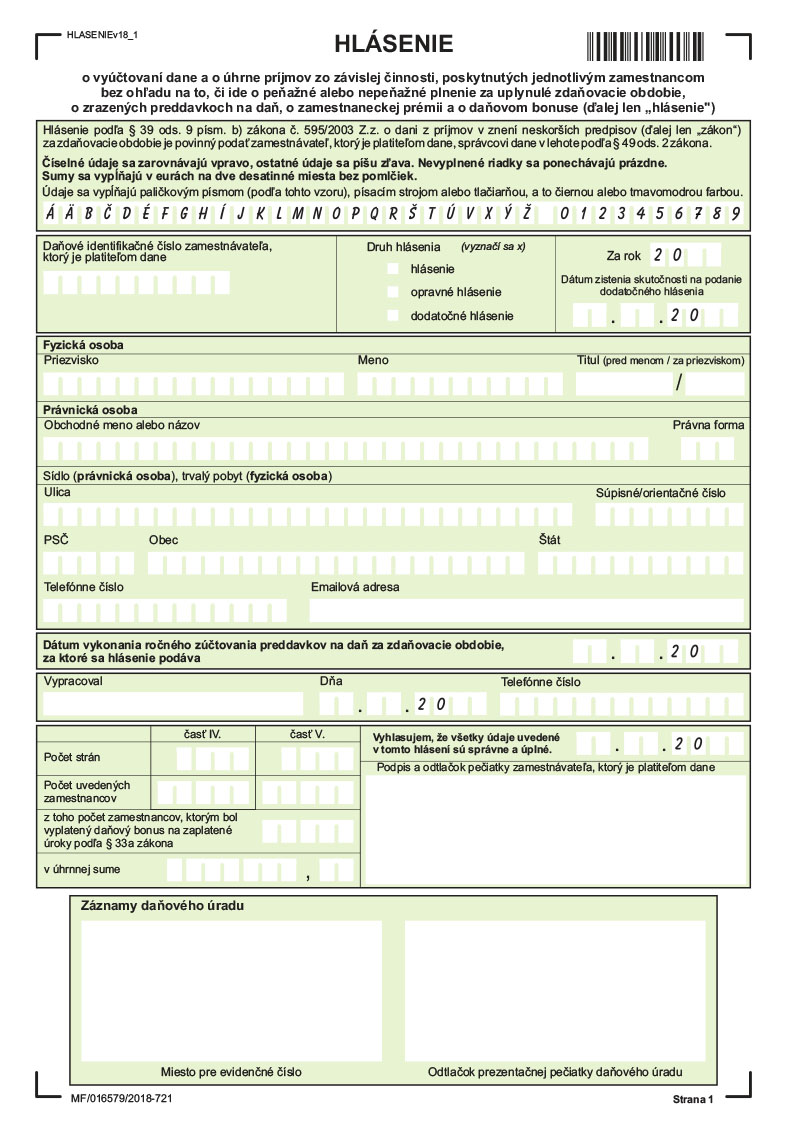 HLASENIEv18_1
HLÁSENIE
o vyúčtovaní dane a o úhrne príjmov zo závislej činnosti, poskytnutých jednotlivým zamestnancom
bez ohľadu na to, či ide o peňažné alebo nepeňažné plnenie za uplynulé zdaňovacie obdobie,
o zrazených preddavkoch na daň, o zamestnaneckej prémii a o daňovom bonuse (ďalej len „hlásenie")
Hlásenie podľa § 39 ods. 9 písm. b) zákona č. 595/2003 Z.z. o dani z príjmov v znení neskorších predpisov (ďalej len „zákon“)
za zdaňovacie obdobie je povinný podať zamestnávateľ, ktorý je platiteľom dane, správcovi dane v lehote podľa § 49 ods. 2 zákona.
Číselné údaje sa zarovnávajú vpravo, ostatné údaje sa píšu zľava. Nevyplnené riadky sa ponechávajú prázdne.
Sumy sa vypĺňajú v eurách na dve desatinné miesta bez pomlčiek.
Údaje sa vypĺňajú paličkovým písmom (podľa tohto vzoru), písacím strojom alebo tlačiarňou, a to čiernou alebo tmavomodrou farbou.
Á Ä B Č D É F G H Í J K L M N O P Q R Š T Ú V X Ý Ž 0 1 2 3 4 5 6 7 8 9
Daňové identifikačné číslo zamestnávateľa,
ktorý je platiteľom dane
Druh hlásenia (vyznačí sa x)
hlásenie
opravné hlásenie
dodatočné hlásenie
Za rok 2 0
Dátum zistenia skutočnosti na podanie
dodatočného hlásenia
. . 2 0
Fyzická osoba
Priezvisko Meno Titul (pred menom / za priezviskom)
/
Právnická osoba
Obchodné meno alebo názov Právna forma
Sídlo (právnická osoba), trvalý pobyt (fyzická osoba)
Ulica Súpisné/orientačné číslo
PSČ Obec Štát
Telefónne číslo Emailová adresa
Dátum vykonania ročného zúčtovania preddavkov na daň za zdaňovacie obdobie,
za ktoré sa hlásenie podáva
. . 2 0
Vypracoval Dňa Telefónne číslo
. . 2 0
časť IV. časť V.
Počet strán
Počet uvedených
zamestnancov
z toho počet zamestnancov, ktorým bol
vyplatený daňový bonus na zaplatené
úroky podľa § 33a zákona
v úhrnnej sume ,
Vyhlasujem, že všetky údaje uvedené
v tomto hlásení sú správne a úplné.
. . 2 0
Podpis a odtlačok pečiatky zamestnávateľa, ktorý je platiteľom dane
Záznamy daňového úradu
Miesto pre evidenčné číslo Odtlačok prezentačnej pečiatky daňového úradu
MF/016579/2018-721 Strana 1